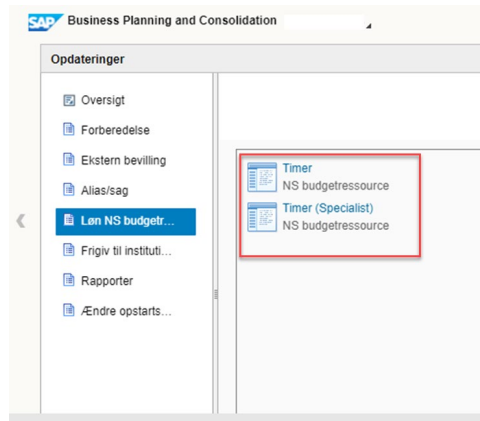 SAP Business Planning and Consolidation
Opdateringer
Oversigt
Forberedelse
Ekstern bevilling
Alias/sag
Løn NS budgetr...
Frigiv til instituti...
Rapporter
Ændre opstarts...
Timer
NS budgetressource
Timer (Specialist)
NS budgetressource